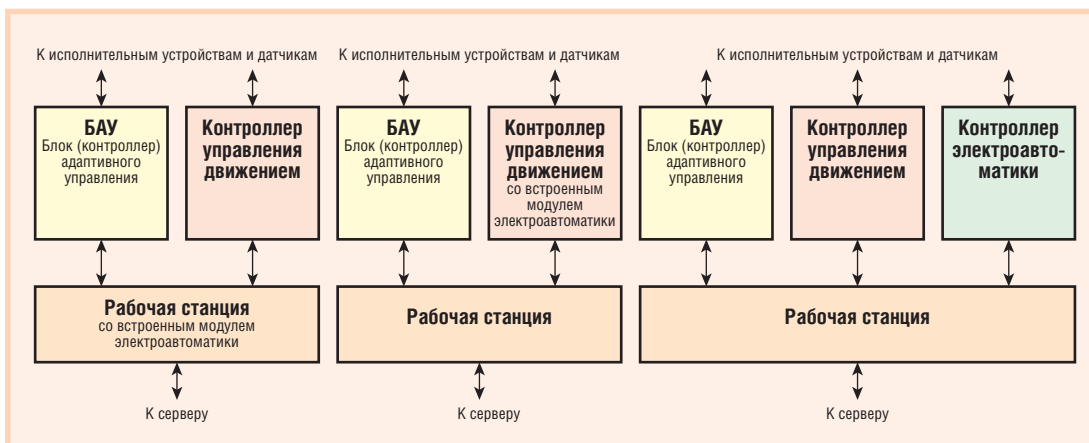 К исполнительным устройствам и датчикам
БАУ
Блок (контроллер)
адаптивного
управления
Контроллер
управления
движением
Рабочая станция
со встроенным модулем
электроавтоматики
К серверу
К исполнительным устройствам и датчикам
БАУ
Блок (контроллер)
адаптивного
управления
Контроллер
управления
движением
со встроенным
модулем
электроавтоматики
Рабочая станция
К серверу
К исполнительным устройствам и датчикам
БАУ
Блок (контроллер)
адаптивного
управления
Контроллер
управления
движением
Контроллер
электроавто-
матики
Рабочая станция
К серверу